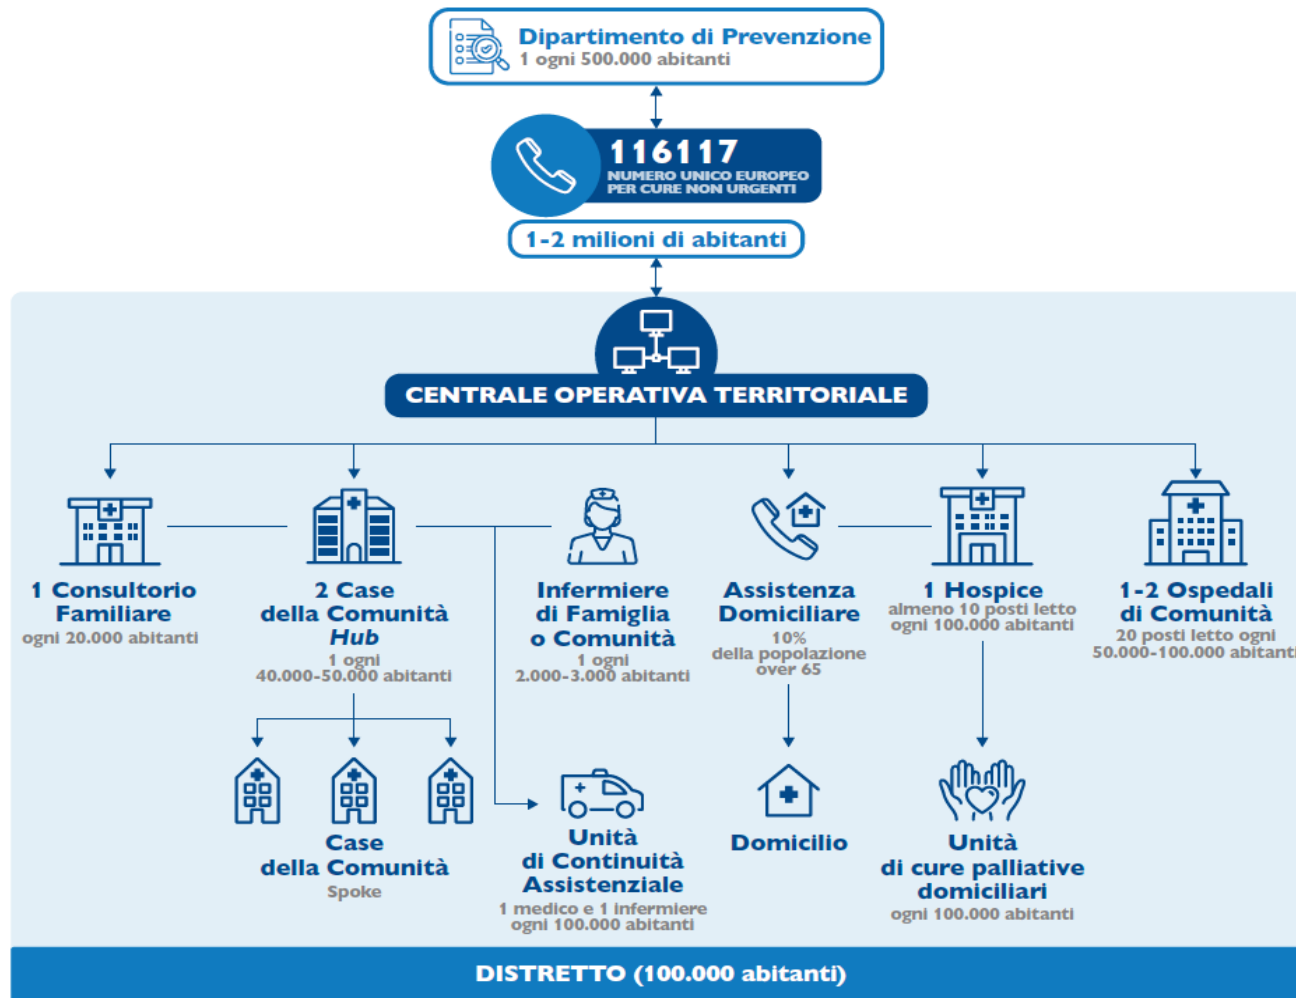 Dipartimento di Prevenzione
1 ogni 500.000 abitanti
116117
NUMERO UNICO EUROPEO
PER CURE NON URGENTI
1-2 milioni di abitanti
CENTRALE OPERATIVA TERRITORIALE
1 Consultorio
Familiare
ogni 20.000 abitanti
2 Case
della Comunità
Hub
1 ogni
40.000-50.000 abitanti
Infermiere
di Famiglia
o Comunità
1 ogni
2.000-3.000 abitanti
Assistenza
Domiciliare
10%
della popolazione
over 65
1 Hospice
almeno 10 posti letto
ogni 100.000 abitanti
1-2 Ospedali
di Comunità
20 posti letto ogni
50.000-100.000 abitanti
Case
della Comunità
Spoke
Unità
di Continuità
Assistenziale
1 medico e 1 infermiere
ogni 100.000 abitanti
Domicilio
Unità
di cure palliative
domiciliari
ogni 100.000 abitanti
DISTRETTO (100.000 abitanti)